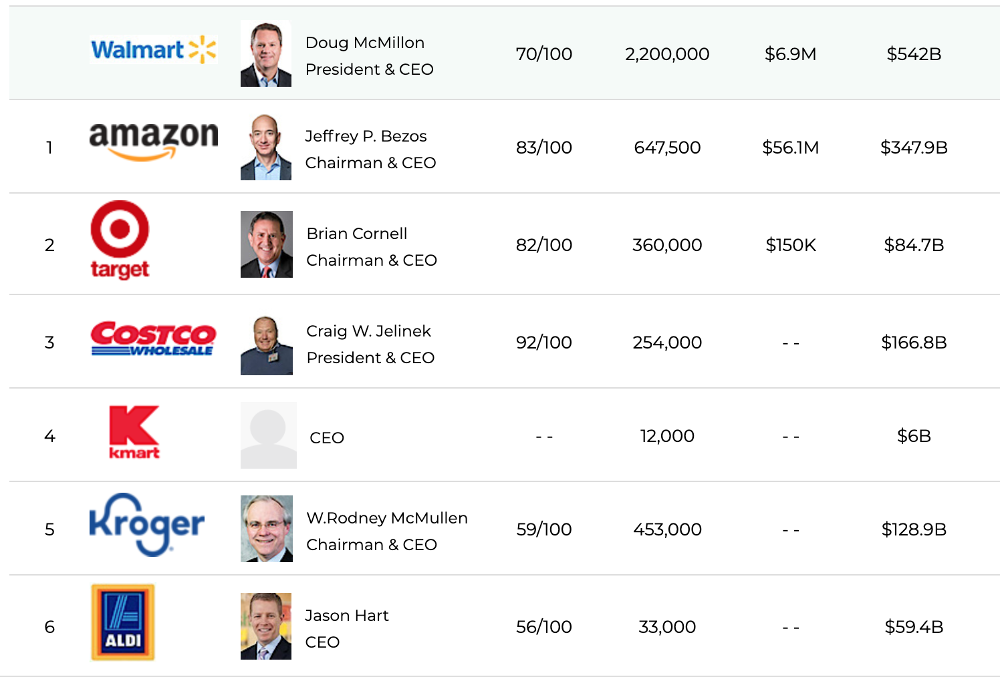 Walmart
Doug McMillon
President & CEO
70/100
2,200,000
$6.9M
$542B
1
amazon
Jeffrey P. Bezos
Chairman & CEO
83/100
647,500
$56.1M
$347.9B
2
target
Brian Cornell
Chairman & CEO
82/100
360,000
$150K
$84.7B
3
COSTCO
WHOLESALE
Craig W. Jelinek
President & CEO
92/100
254,000
- -
$166.8B
4
K
kmart
CEO
- -
12,000
- -
$6B
5
Kroger
W.Rodney McMullen
Chairman & CEO
59/100
453,000
- -
$128.9B
6
ALDI
Jason Hart
CEO
56/100
33,000
- -
$59.4B